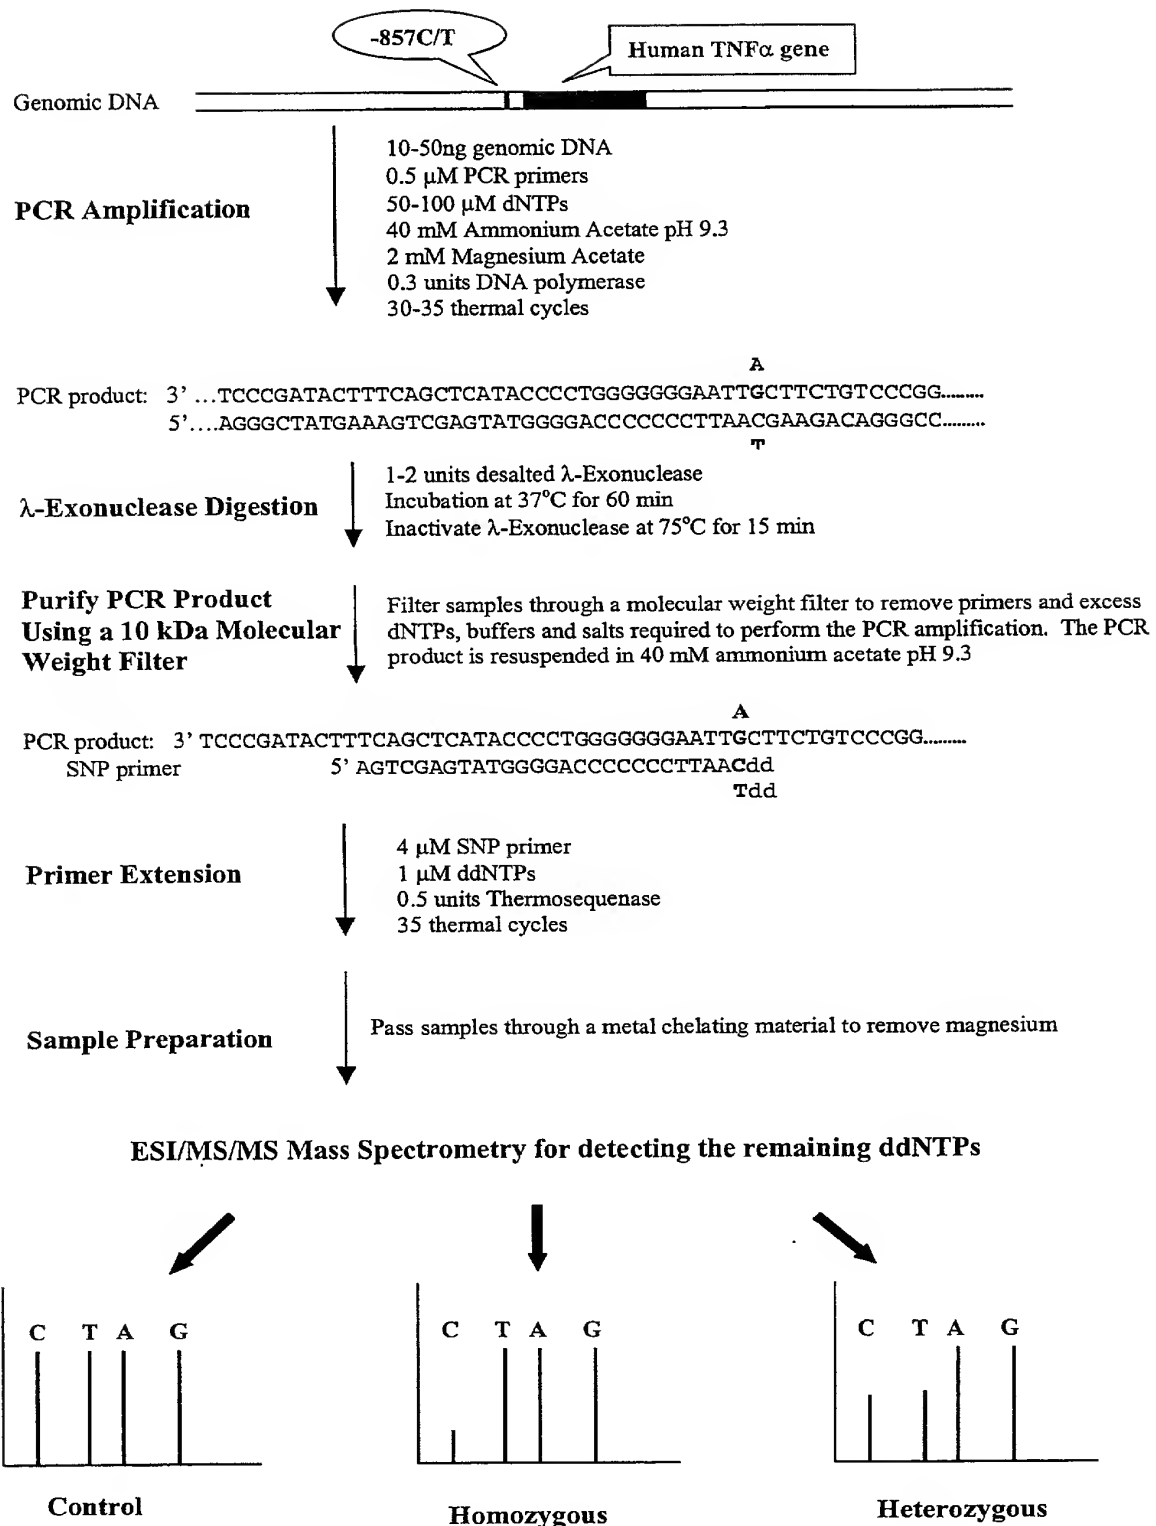 -857C/T
Human TNFα gene
Genomic DNA
PCR Amplification
10-50ng genomic DNA
0.5 µM PCR primers
50-100 µM dNTPs
40 mM Ammonium Acetate pH 9.3
2 mM Magnesium Acetate
0.3 units DNA polymerase
30-35 thermal cycles
A
PCR product: 3' ...TCCCGATACTTTCAGCTCATACCCCTGGGGGGGAATTGCTTCTGTCCCGG.........
5'....AGGGCTATGAAAGTCGAGTATGGGGACCCCCCCTTAACGAAGACAGGGCC.........
T
λ-Exonuclease Digestion
1-2 units desalted λ-Exonuclease
Incubation at 37°C for 60 min
Inactivate λ-Exonuclease at 75°C for 15 min
Purify PCR Product
Using a 10 kDa Molecular
Weight Filter
Filter samples through a molecular weight filter to remove primers and excess
dNTPs, buffers and salts required to perform the PCR amplification. The PCR
product is resuspended in 40 mM ammonium acetate pH 9.3
A
PCR product: 3' TCCCGATACTTTCAGCTCATACCCCTGGGGGGGAATTGCTTCTGTCCCGG.........
SNP primer 5' AGTCGAGTATGGGGACCCCCCCTTAACdd
Tdd
Primer Extension
4 µM SNP primer
1 µM ddNTPs
0.5 units Thermosequenase
35 thermal cycles
Sample Preparation
Pass samples through a metal chelating material to remove magnesium
ESI/MS/MS Mass Spectrometry for detecting the remaining ddNTPs
C T A G
C T A G
C T A G
Control
Homozygous
Heterozygous